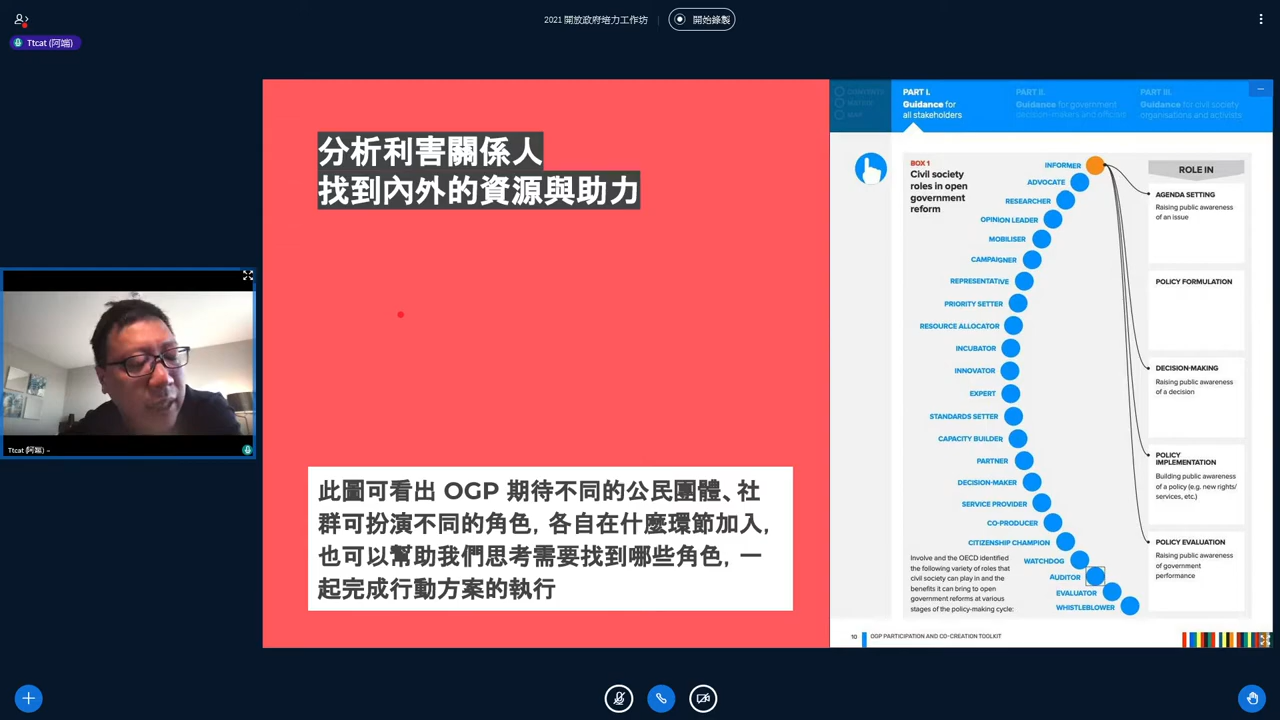 2021 開放政府培力工作坊
開始錄製
Ttcat (阿端)
Ttcat (阿端)
分析利害關係人
找到內外的資源與助力
此圖可看出 OGP 期待不同的公民團體、社
群可扮演不同的角色，各自在什麼環節加入，
也可以幫助我們思考需要找到哪些角色，一
起完成行動方案的執行
PART I.
Guidance for
all stakeholders
PART II.
Guidance for government
decision-makers and officials
PART III.
Guidance for civil society
organisations and activists
BOX 1
Civil society
roles in open
government
reform
INFORMER
ADVOCATE
RESEARCHER
OPINION LEADER
MOBILISER
CAMPAIGNER
REPRESENTATIVE
PRIORITY SETTER
RESOURCE ALLOCATOR
INCUBATOR
INNOVATOR
EXPERT
STANDARDS SETTER
CAPACITY BUILDER
PARTNER
DECISION-MAKER
SERVICE PROVIDER
CO-PRODUCER
CITIZENSHIP CHAMPION
WATCHDOG
AUDITOR
EVALUATOR
WHISTLEBLOWER
Involve and the OECD identified
the following variety of roles that
civil society can play in and the
benefits it can bring to open
government reforms at various
stages of the policy-making cycle:
ROLE IN
AGENDA SETTING
Raising public awareness
of an issue
POLICY FORMULATION
DECISION-MAKING
Raising public awareness
of a decision
POLICY
IMPLEMENTATION
Building public awareness
of a policy (e.g. new rights/
services, etc.)
POLICY EVALUATION
Raising public awareness
of government
performance
10
OGP PARTICIPATION AND CO-CREATION TOOLKIT